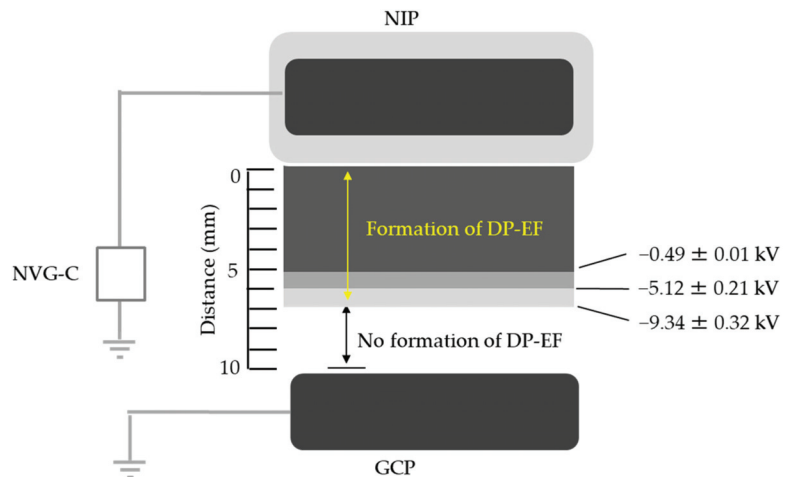 NIP
0
Formation of DP-EF
Distance (mm)
NVG-C
5
−0.49 ± 0.01 kV
−5.12 ± 0.21 kV
−9.34 ± 0.32 kV
No formation of DP-EF
10
GCP